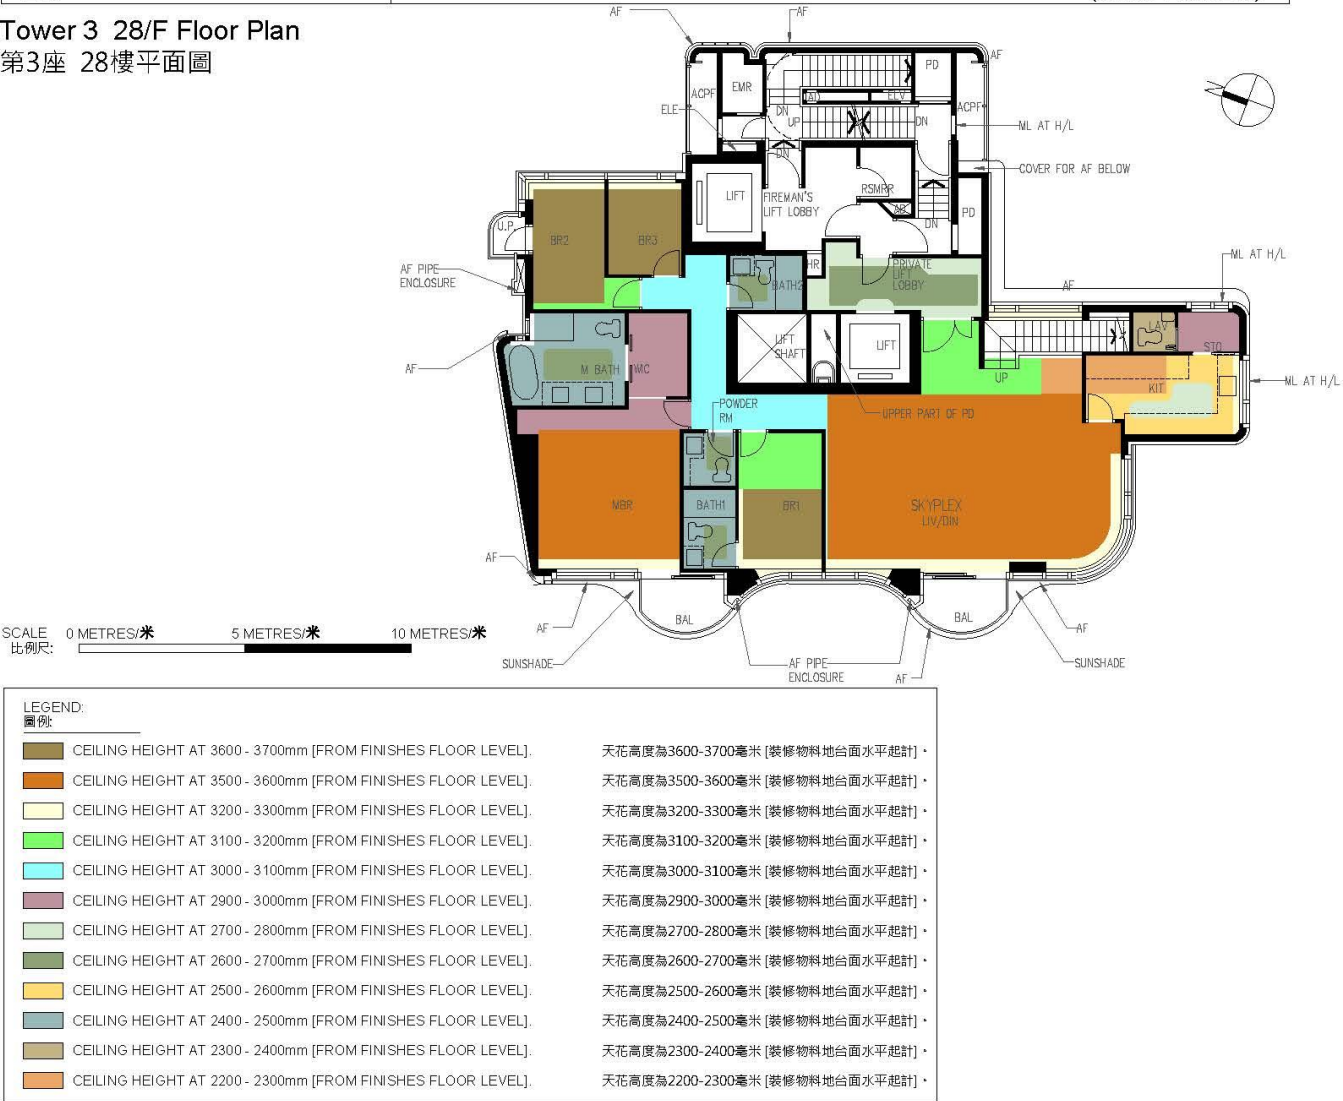 Tower 3 28/F Floor Plan
第3座 28樓平面圖
AF
AF
AF
ACPF
EMR
PD
ACPF
AD
ELV
ELE
DN
UP
DN
DN
ML AT H/L
COVER FOR AF BELOW
LIFT
FIREMAN'S
LIFT LOBBY
RSMRR
AD
PD
DN
U.P.
BR2
BR3
HR
PRIVATE
LIFT
LOBBY
ML AT H/L
AF PIPE
ENCLOSURE
BATH2
AF
LIFT
SHAFT
LIFT
LAV
STO
AF
M BATH
WIC
UP
KIT
ML AT H/L
POWDER
RM
UPPER PART OF PD
MBR
BATH1
BR1
SKYPLEX
LIV/DIN
AF
BAL
BAL
AF
AF
SUNSHADE
AF PIPE
ENCLOSURE
AF
SUNSHADE
SCALE 0 METRES/米 5 METRES/米 10 METRES/米
比例尺:
LEGEND:
圖例:
CEILING HEIGHT AT 3600 - 3700mm [FROM FINISHES FLOOR LEVEL]. 天花高度為3600-3700毫米 [裝修物料地台面水平起計]。
CEILING HEIGHT AT 3500 - 3600mm [FROM FINISHES FLOOR LEVEL]. 天花高度為3500-3600毫米 [裝修物料地台面水平起計]。
CEILING HEIGHT AT 3200 - 3300mm [FROM FINISHES FLOOR LEVEL]. 天花高度為3200-3300毫米 [裝修物料地台面水平起計]。
CEILING HEIGHT AT 3100 - 3200mm [FROM FINISHES FLOOR LEVEL]. 天花高度為3100-3200毫米 [裝修物料地台面水平起計]。
CEILING HEIGHT AT 3000 - 3100mm [FROM FINISHES FLOOR LEVEL]. 天花高度為3000-3100毫米 [裝修物料地台面水平起計]。
CEILING HEIGHT AT 2900 - 3000mm [FROM FINISHES FLOOR LEVEL]. 天花高度為2900-3000毫米 [裝修物料地台面水平起計]。
CEILING HEIGHT AT 2700 - 2800mm [FROM FINISHES FLOOR LEVEL]. 天花高度為2700-2800毫米 [裝修物料地台面水平起計]。
CEILING HEIGHT AT 2600 - 2700mm [FROM FINISHES FLOOR LEVEL]. 天花高度為2600-2700毫米 [裝修物料地台面水平起計]。
CEILING HEIGHT AT 2500 - 2600mm [FROM FINISHES FLOOR LEVEL]. 天花高度為2500-2600毫米 [裝修物料地台面水平起計]。
CEILING HEIGHT AT 2400 - 2500mm [FROM FINISHES FLOOR LEVEL]. 天花高度為2400-2500毫米 [裝修物料地台面水平起計]。
CEILING HEIGHT AT 2300 - 2400mm [FROM FINISHES FLOOR LEVEL]. 天花高度為2300-2400毫米 [裝修物料地台面水平起計]。
CEILING HEIGHT AT 2200 - 2300mm [FROM FINISHES FLOOR LEVEL]. 天花高度為2200-2300毫米 [裝修物料地台面水平起計]。